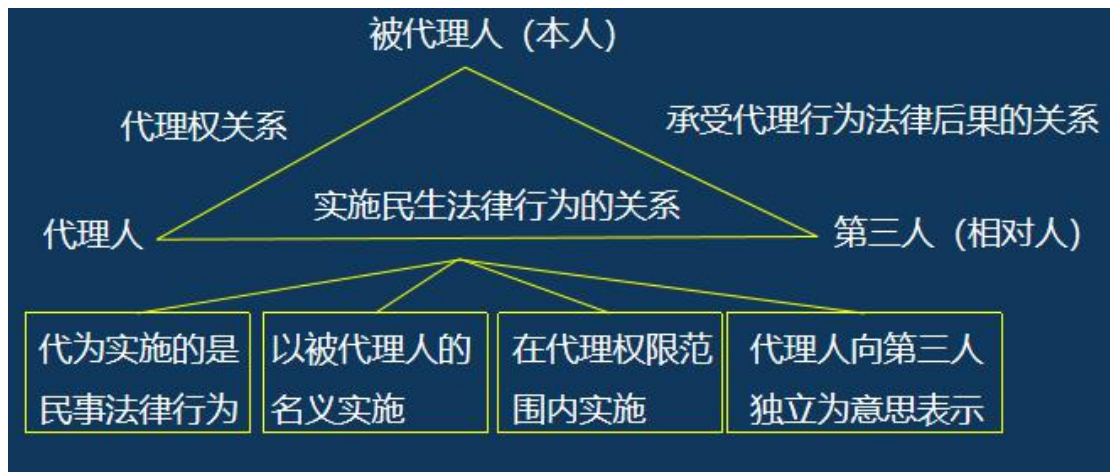 被代理人（本人）
代理权关系
承受代理行为法律后果的关系
实施民生法律行为的关系
代理人
第三人（相对人）
代为实施的是
民事法律行为
以被代理人的
名义实施
在代理权限范
围内实施
代理人向第三人
独立为意思表示